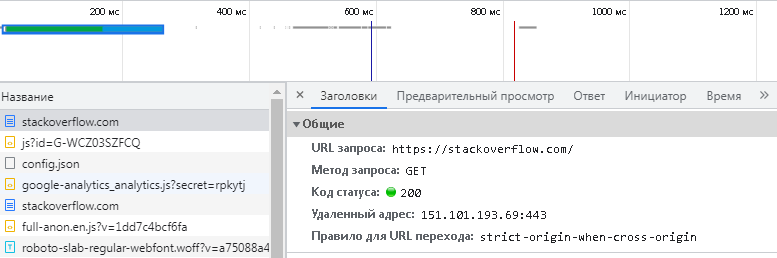 200 мс 400 мс 600 мс 800 мс 1000 мс 1200 мс
Название
stackoverflow.com
js?id=G-WCZ03SZFCQ
config.json
google-analytics_analytics.js?secret=rpkytj
stackoverflow.com
full-anon.en.js?v=1dd7c4bcf6fa
roboto-slab-regular-webfont.woff?v=a75088a4
× Заголовки Предварительный просмотр Ответ Инициатор Время »
▼ Общие
URL запроса: https://stackoverflow.com/
Метод запроса: GET
Код статуса: 200
Удаленный адрес: 151.101.193.69:443
Правило для URL перехода: strict-origin-when-cross-origin